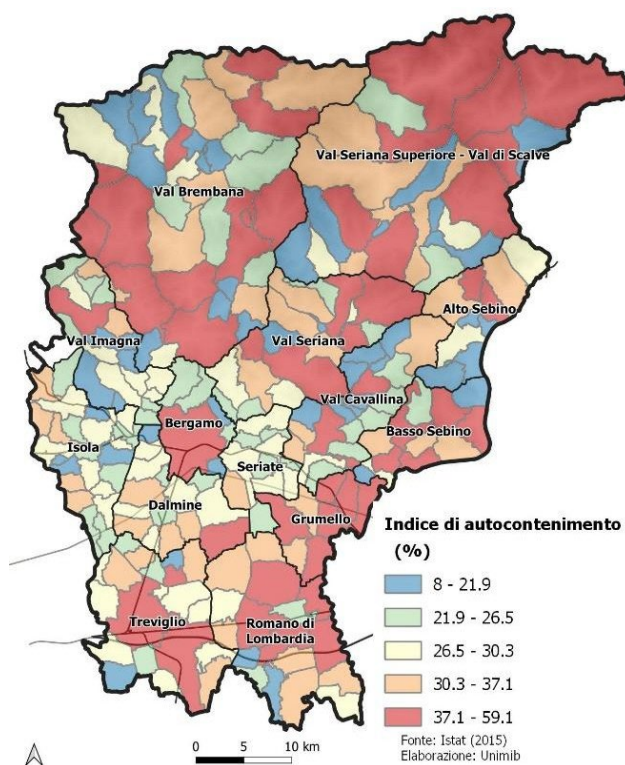 Val Seriana Superiore - Val di Scalve
Val Brembana
Alto Sebino
Val Imagna
Val Seriana
Val Cavallina
Bergamo
Basso Sebino
Isola
Seriate
Dalmine
Grumello
Treviglio
Romano di
Lombardia
Indice di autocontenimento
(%)
8 - 21.9
21.9 - 26.5
26.5 - 30.3
30.3 - 37.1
37.1 - 59.1
Fonte: Istat (2015)
Elaborazione: Unimib
0 5 10 km